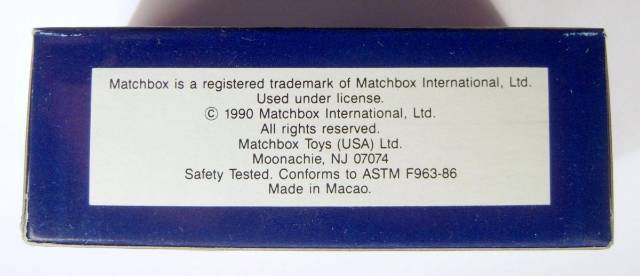 Matchbox is a registered trademark of Matchbox International, Ltd.
Used under license.
© 1990 Matchbox International, Ltd.
All rights reserved.
Matchbox Toys (USA) Ltd.
Moonachie, NJ 07074
Safety Tested. Conforms to ASTM F963-86
Made in Macao.